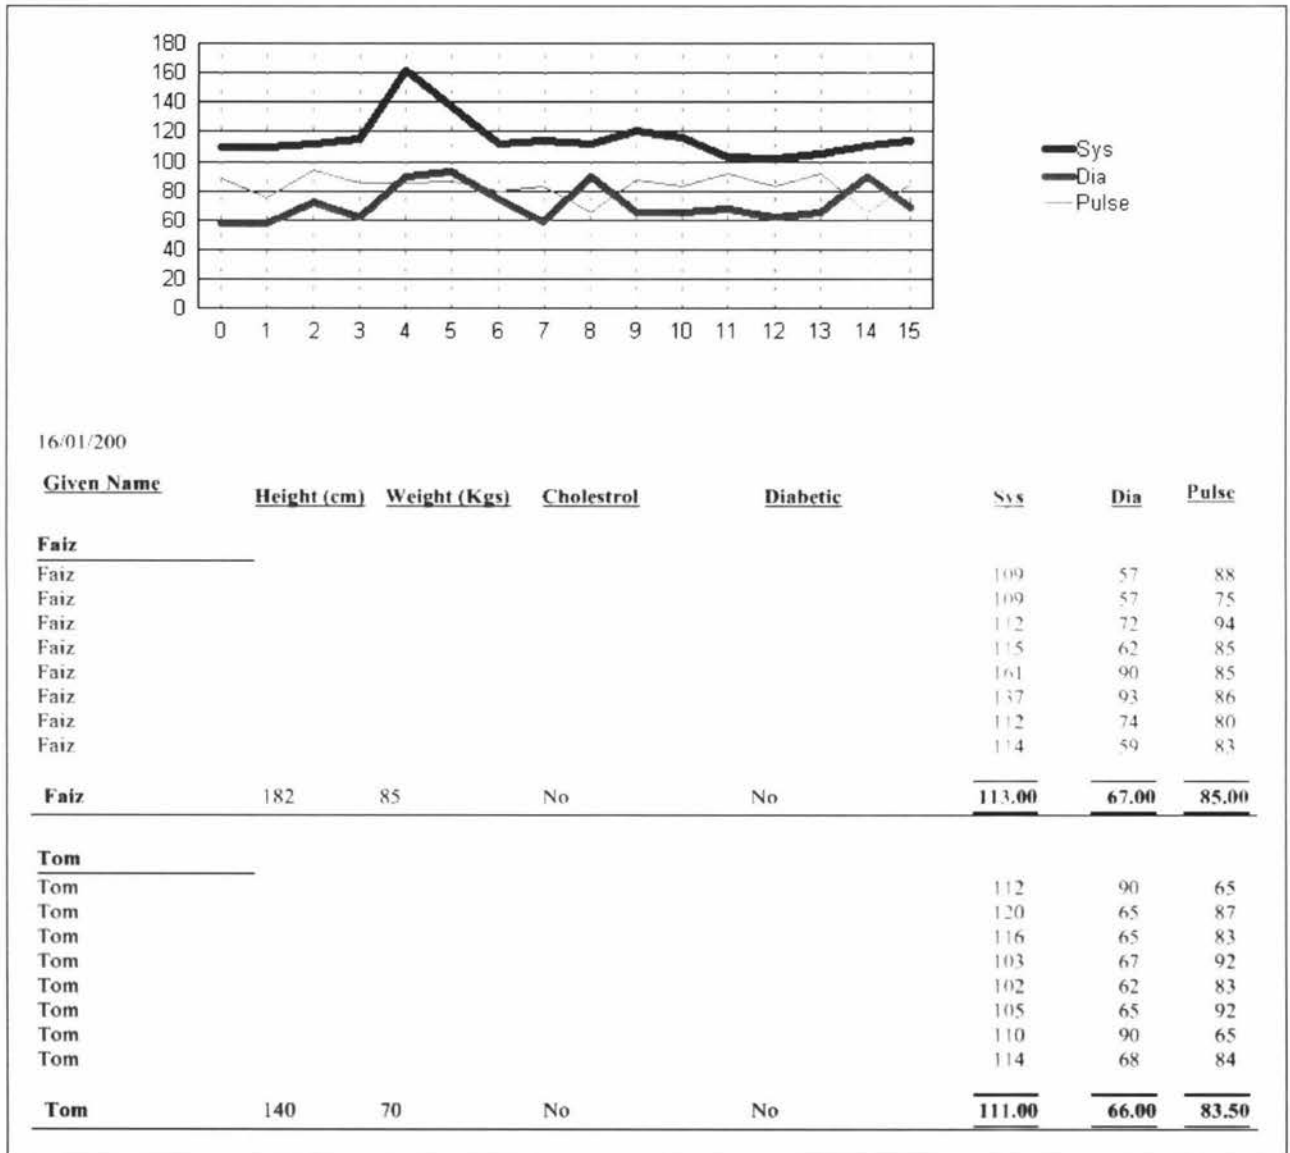 180
160
140
120
100
80
60
40
20
0
0 1 2 3 4 5 6 7 8 9 10 11 12 13 14 15
Sys
Dia
Pulse
16/01/200
Given Name Height (cm) Weight (Kgs) Cholestrol Diabetic Sys Dia Pulse
Faiz
Faiz 109 57 88
Faiz 109 57 75
Faiz 112 72 94
Faiz 115 62 85
Faiz 161 90 85
Faiz 137 93 86
Faiz 112 74 80
Faiz 114 59 83
Faiz 182 85 No No 113.00 67.00 85.00
Tom
Tom 112 90 65
Tom 120 65 87
Tom 116 65 83
Tom 103 67 92
Tom 102 62 83
Tom 105 65 92
Tom 110 90 65
Tom 114 68 84
Tom 140 70 No No 111.00 66.00 83.50